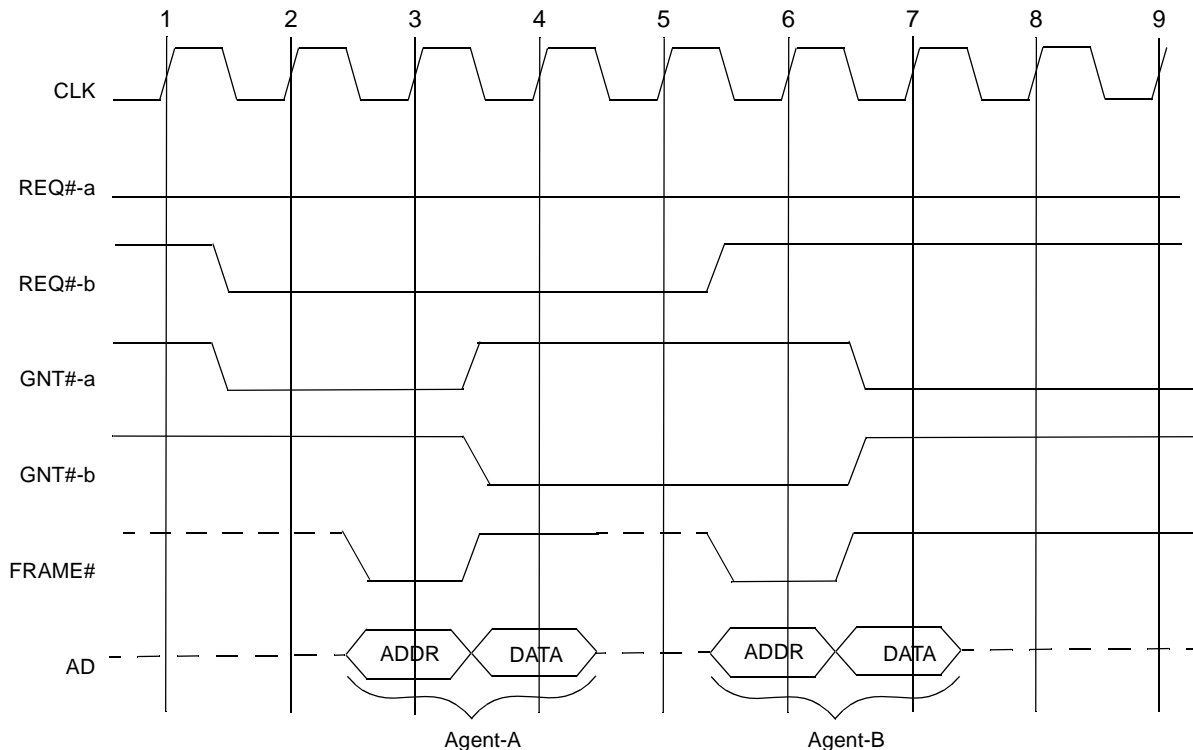 1 2 3 4 5 6 7 8 9
CLK
REQ#-a
REQ#-b
GNT#-a
GNT#-b
FRAME#
AD ADDR DATA ADDR DATA
Agent-A Agent-B